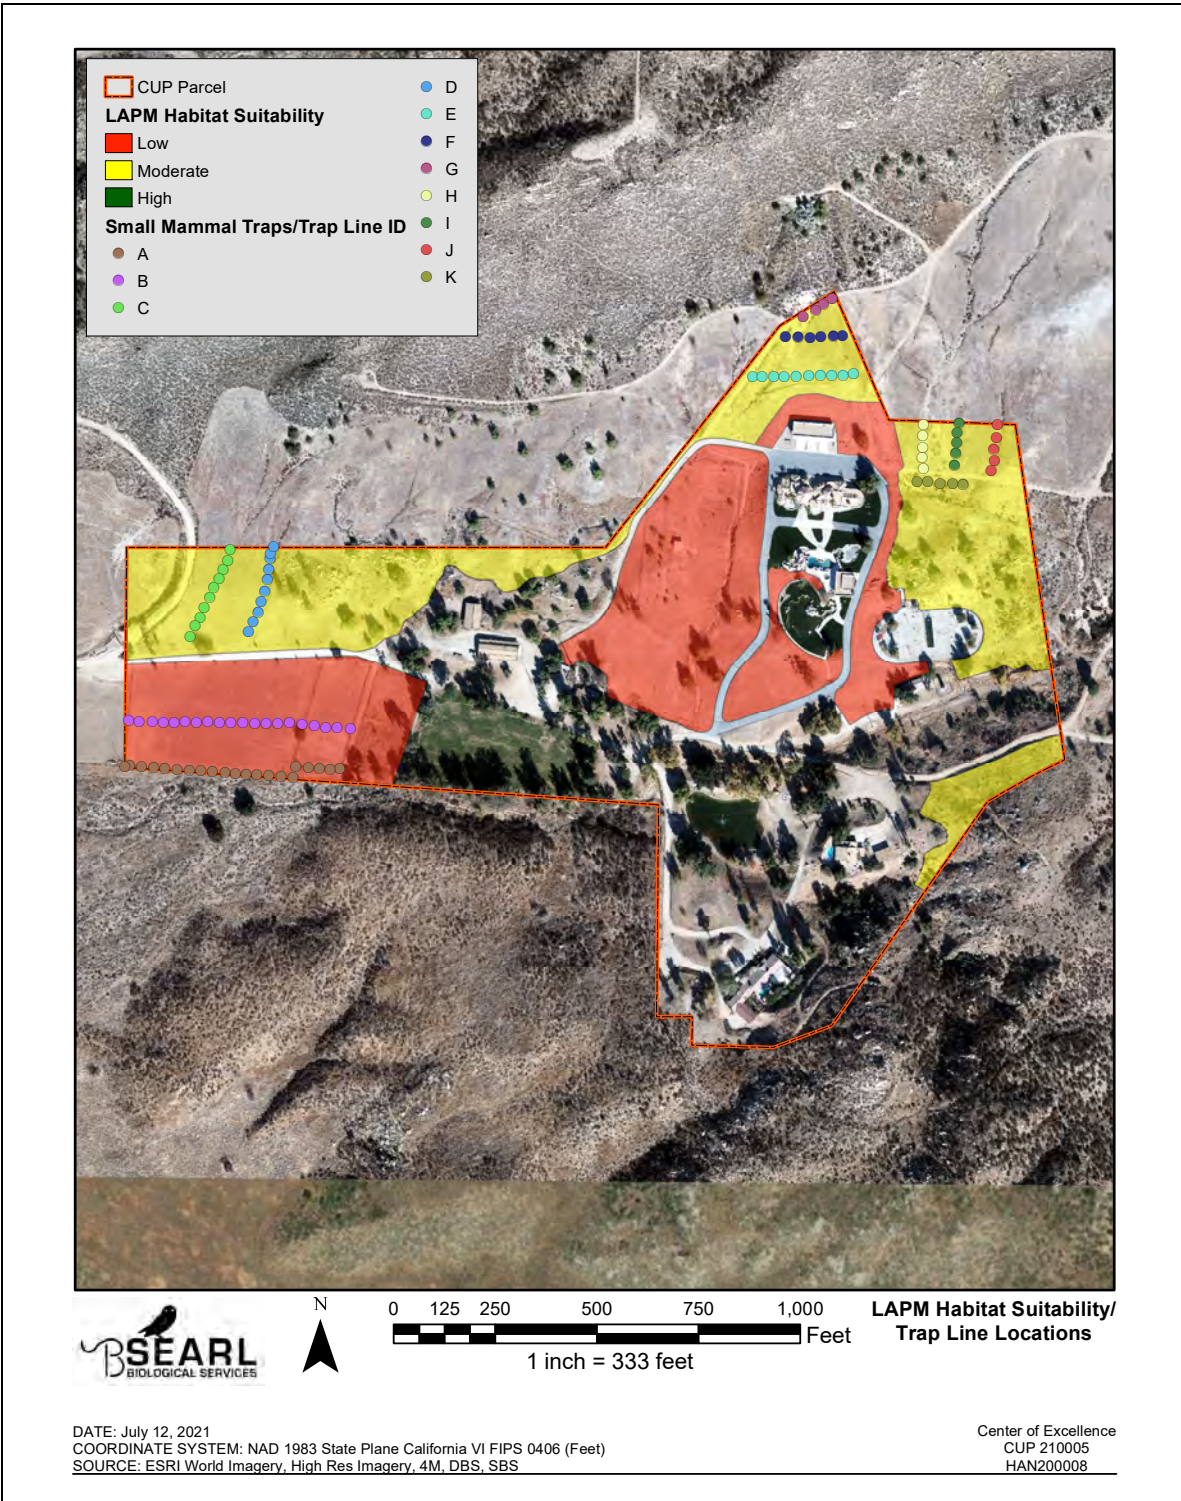 CUP Parcel
LAPM Habitat Suitability
Low
Moderate
High
Small Mammal Traps/Trap Line ID
A
B
C
D
E
F
G
H
I
J
K
BSEARL
BIOLOGICAL SERVICES
N
0 125 250 500 750 1,000
Feet
1 inch = 333 feet
LAPM Habitat Suitability/
Trap Line Locations
DATE: July 12, 2021
COORDINATE SYSTEM: NAD 1983 State Plane California VI FIPS 0406 (Feet)
SOURCE: ESRI World Imagery, High Res Imagery, 4M, DBS, SBS
Center of Excellence
CUP 210005
HAN200008